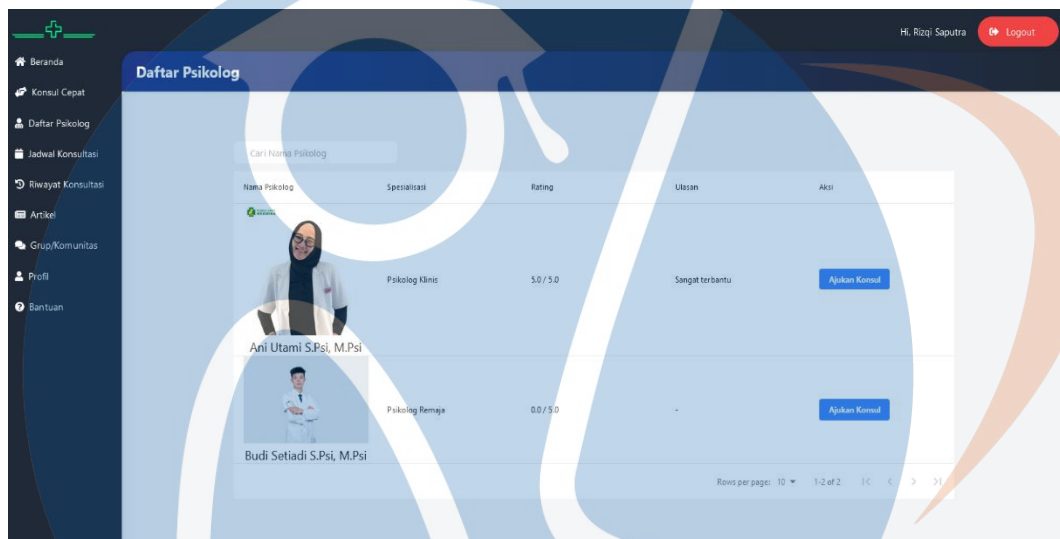 Hi, Rizqi Saputra
Logout
Beranda
Konsul Cepat
Daftar Psikolog
Jadwal Konsultasi
Riwayat Konsultasi
Artikel
Grup/Komunitas
Profil
Bantuan
Daftar Psikolog
Cari Nama Psikolog
Nama Psikolog Spesialisasi Rating Ulasan Aksi
Psikolog Klinis 5.0 / 5.0 Sangat terbantu Ajukan Konsul
Ani Utami S.Psi, M.Psi
Psikolog Remaja 0.0 / 5.0 - Ajukan Konsul
Budi Setiadi S.Psi, M.Psi
Rows per page: 10 1-2 of 2